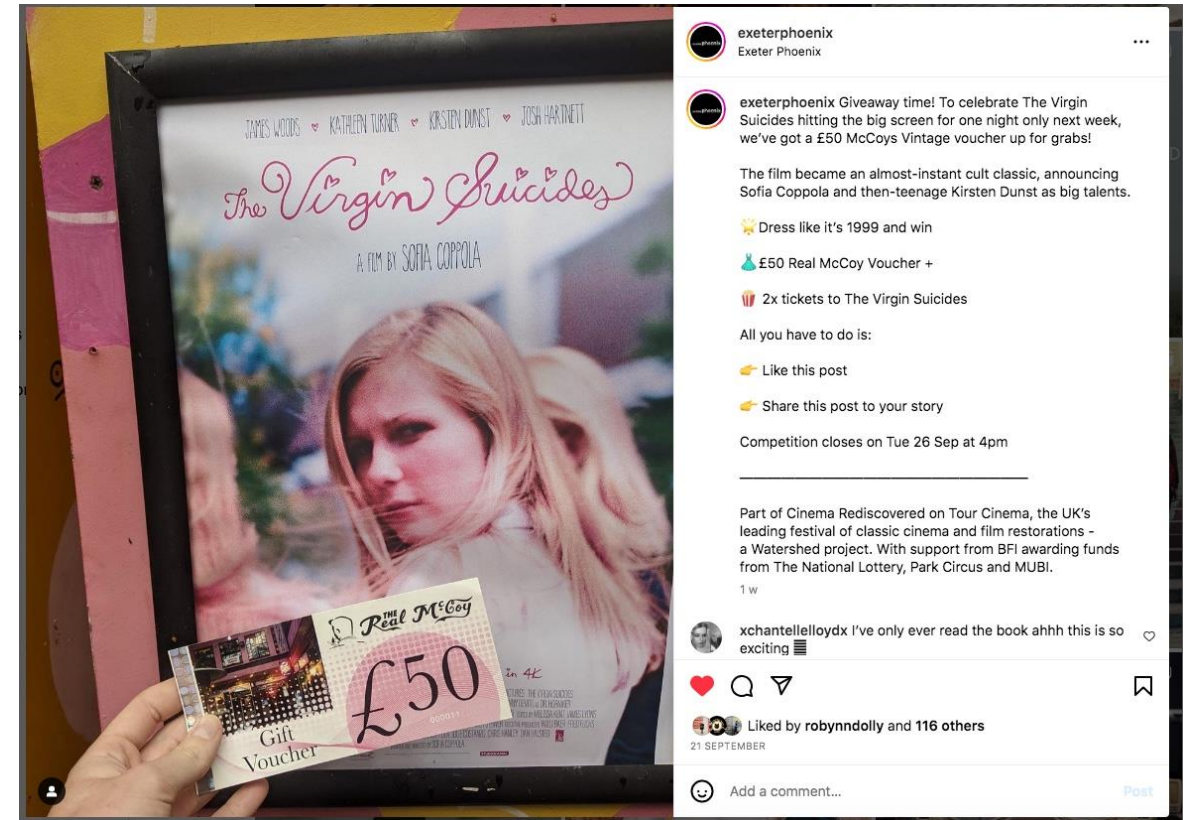 JAMES WOODS ♥ KATHLEEN TURNER ♥ KIRSTEN DUNST ♥ JOSH HARTNETT
The Virgin Suicides
A FILM BY SOFIA COPPOLA
in 4K
THE Real McCoy
£50
000031
Gift
Voucher
exeterphoenix
Exeter Phoenix
exeterphoenix Giveaway time! To celebrate The Virgin
Suicides hitting the big screen for one night only next week,
we've got a £50 McCoys Vintage voucher up for grabs!
The film became an almost-instant cult classic, announcing
Sofia Coppola and then-teenage Kirsten Dunst as big talents.
🌟 Dress like it's 1999 and win
👗 £50 Real McCoy Voucher +
🍿 2x tickets to The Virgin Suicides
All you have to do is:
👉 Like this post
👉 Share this post to your story
Competition closes on Tue 26 Sep at 4pm
Part of Cinema Rediscovered on Tour Cinema, the UK's
leading festival of classic cinema and film restorations -
a Watershed project. With support from BFI awarding funds
from The National Lottery, Park Circus and MUBI.
1 w
xchantellelloydx I've only ever read the book ahhh this is so
exciting
Liked by robynndolly and 116 others
21 SEPTEMBER
Add a comment...
Post